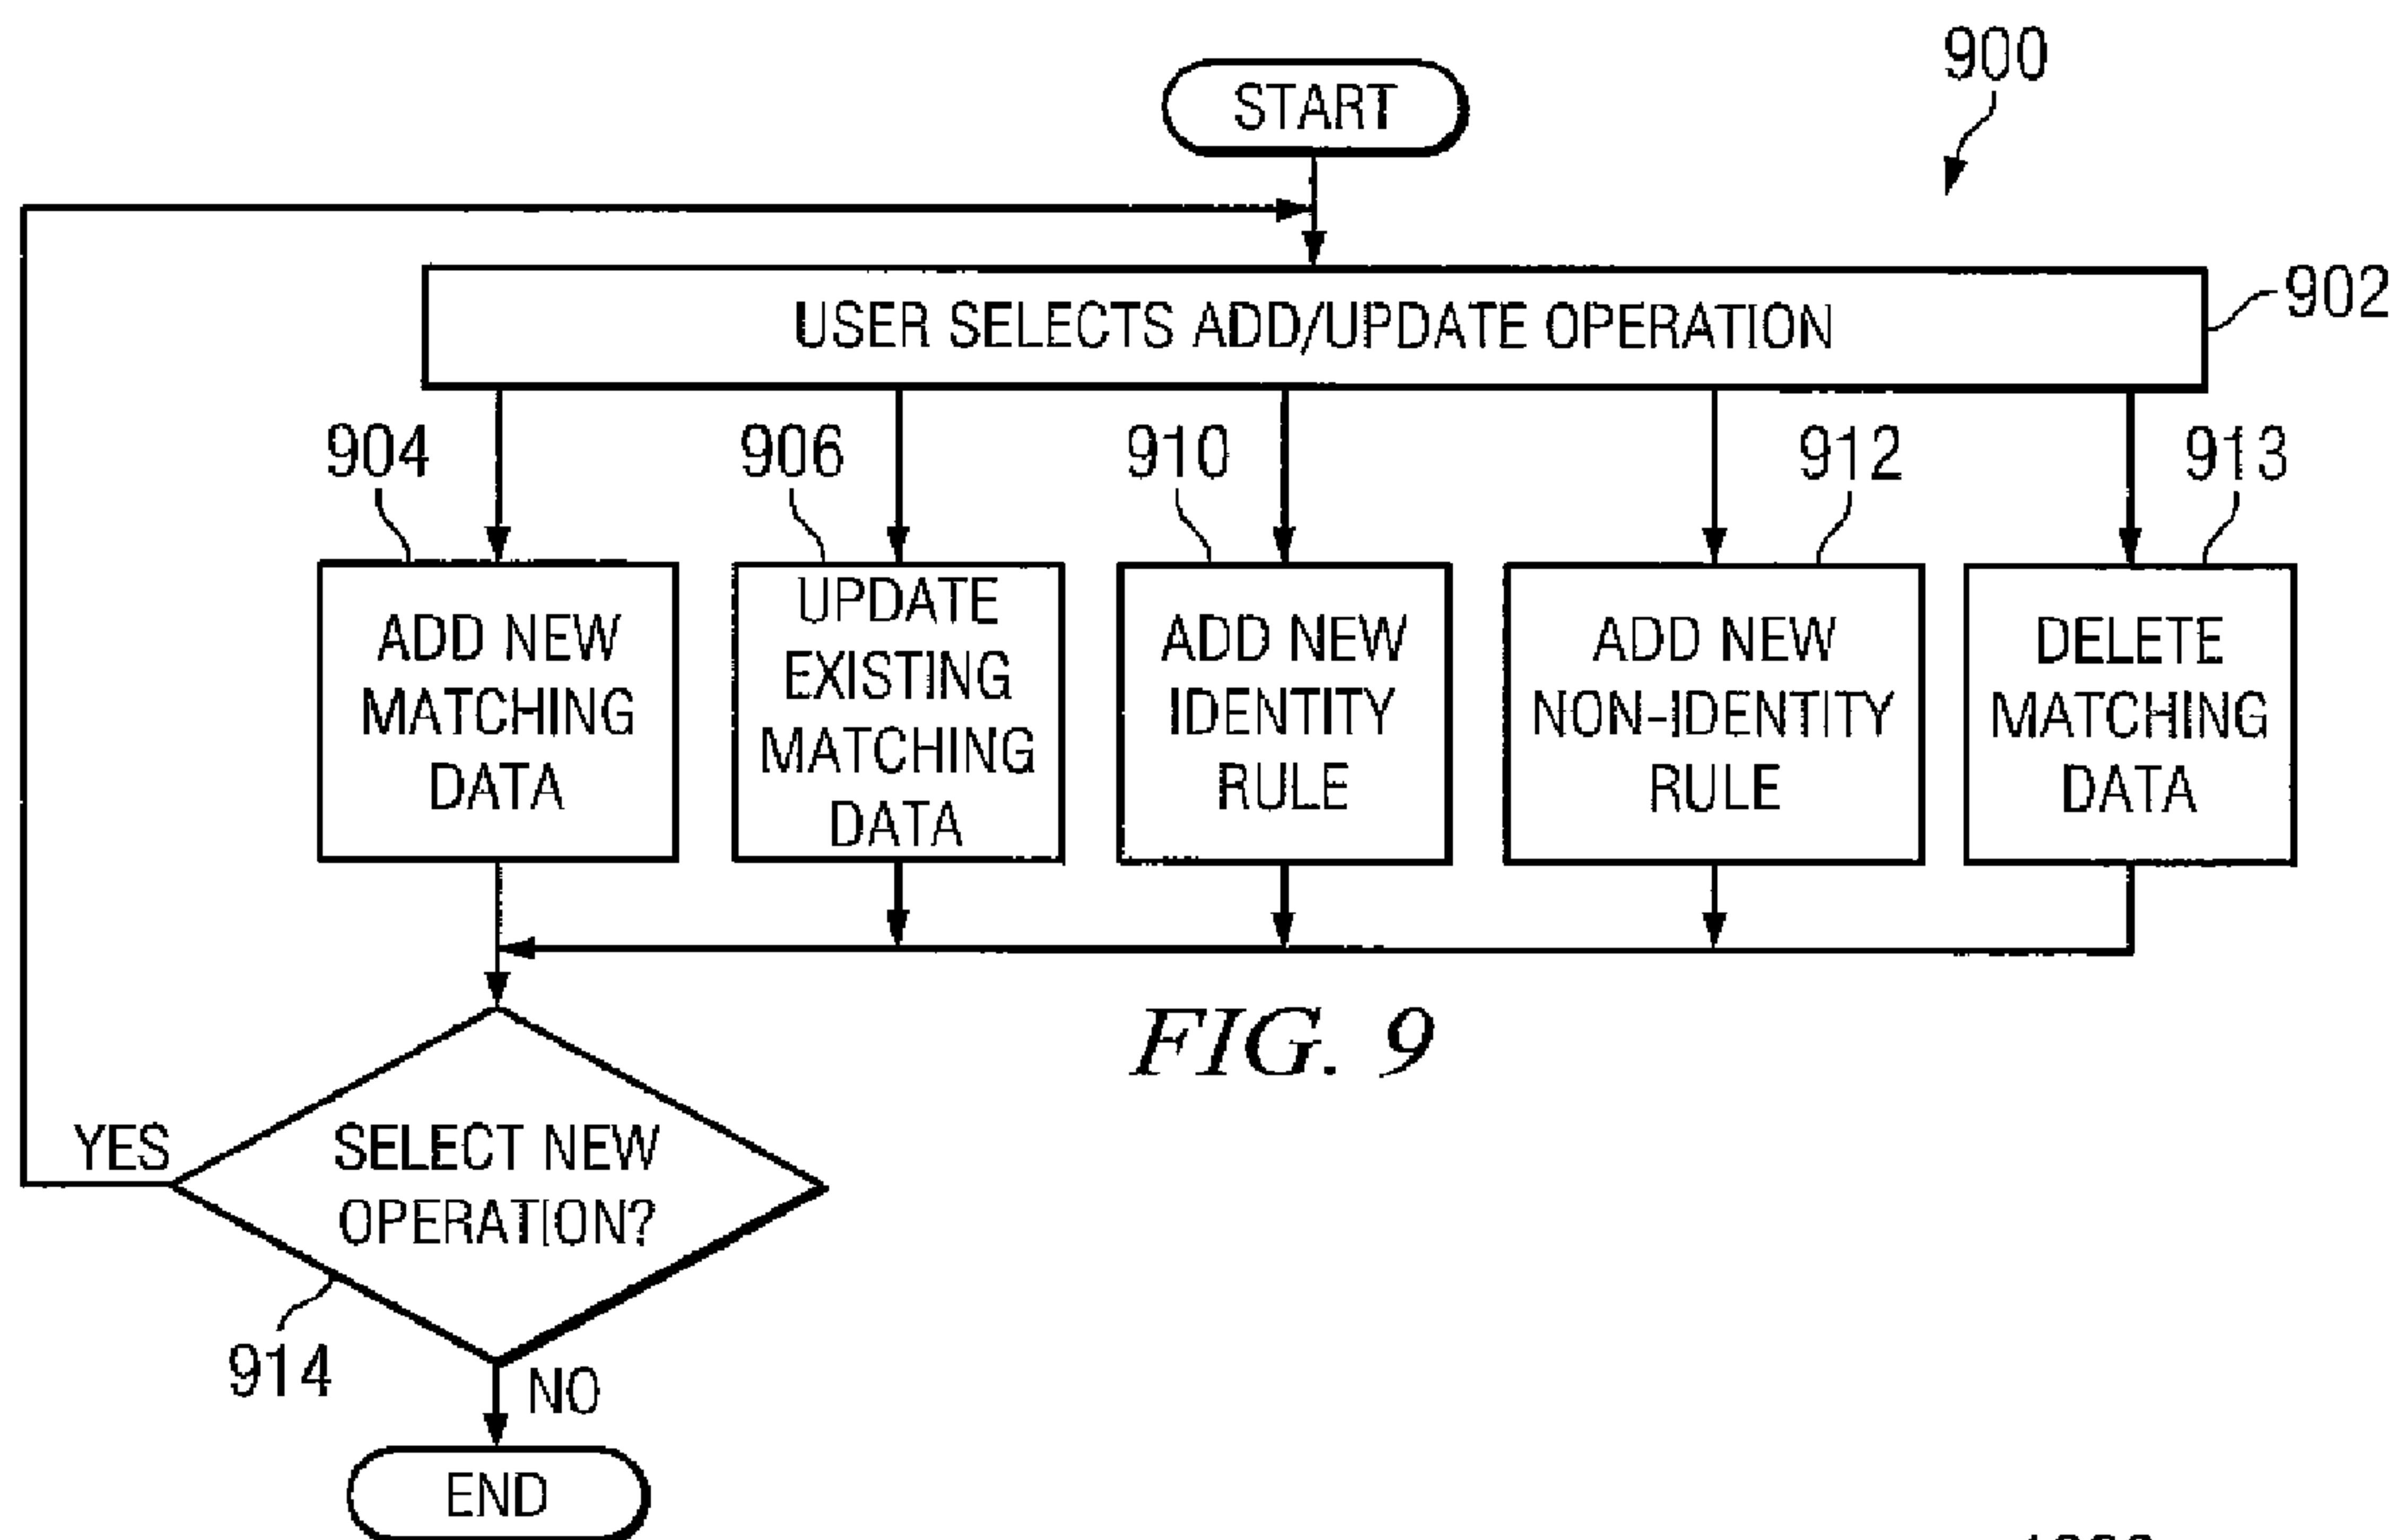 START
900
USER SELECTS ADD/UPDATE OPERATION
902
904
906
910
912
913
ADD NEW
MATCHING
DATA
UPDATE
EXISTING
MATCHING
DATA
ADD NEW
IDENTITY
RULE
ADD NEW
NON-IDENTITY
RULE
DELETE
MATCHING
DATA
FIG. 9
YES
SELECT NEW
OPERATION?
914
NO
END